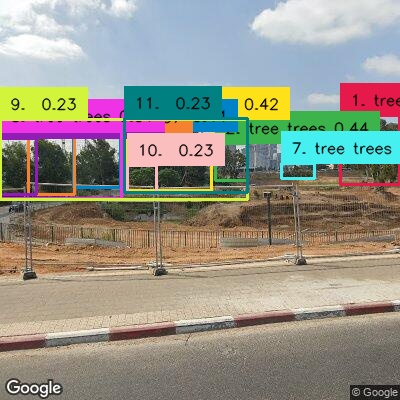 0.42
1. tree
9. 0.23
11. 0.23
2. tree trees 0.44
10. 0.23
7. tree trees
Google
© Google